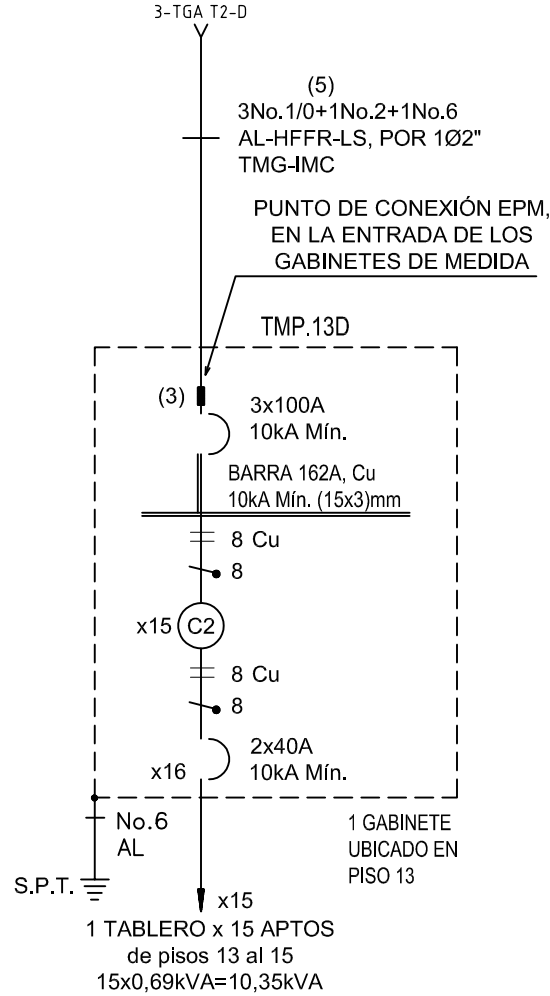 3-TGA T2-D
(5)
3No.1/0+1No.2+1No.6
AL-HFFR-LS, POR 1Ø2"
TMG-IMC
PUNTO DE CONEXIÓN EPM,
EN LA ENTRADA DE LOS
GABINETES DE MEDIDA
TMP.13D
(3)
3x100A
10kA Mín.
BARRA 162A, Cu
10kA Mín. (15x3)mm
8 Cu
8
x15 C2
8 Cu
8
2x40A
x16 10kA Mín.
No.6
AL
1 GABINETE
UBICADO EN
PISO 13
S.P.T.
x15
1 TABLERO x 15 APTOS
de pisos 13 al 15
15x0,69kVA=10,35kVA